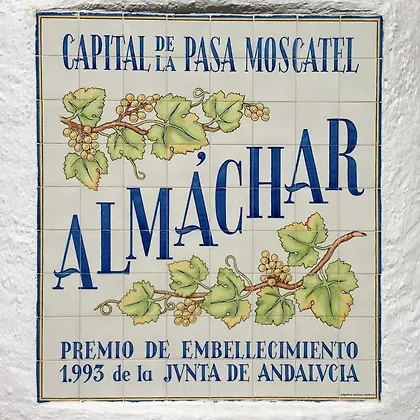 CAPITAL DE LA PASA MOSCATEL
ALMÁCHAR
PREMIO DE EMBELLECIMIENTO
1.993 de la JVNTA DE ANDALVCIA